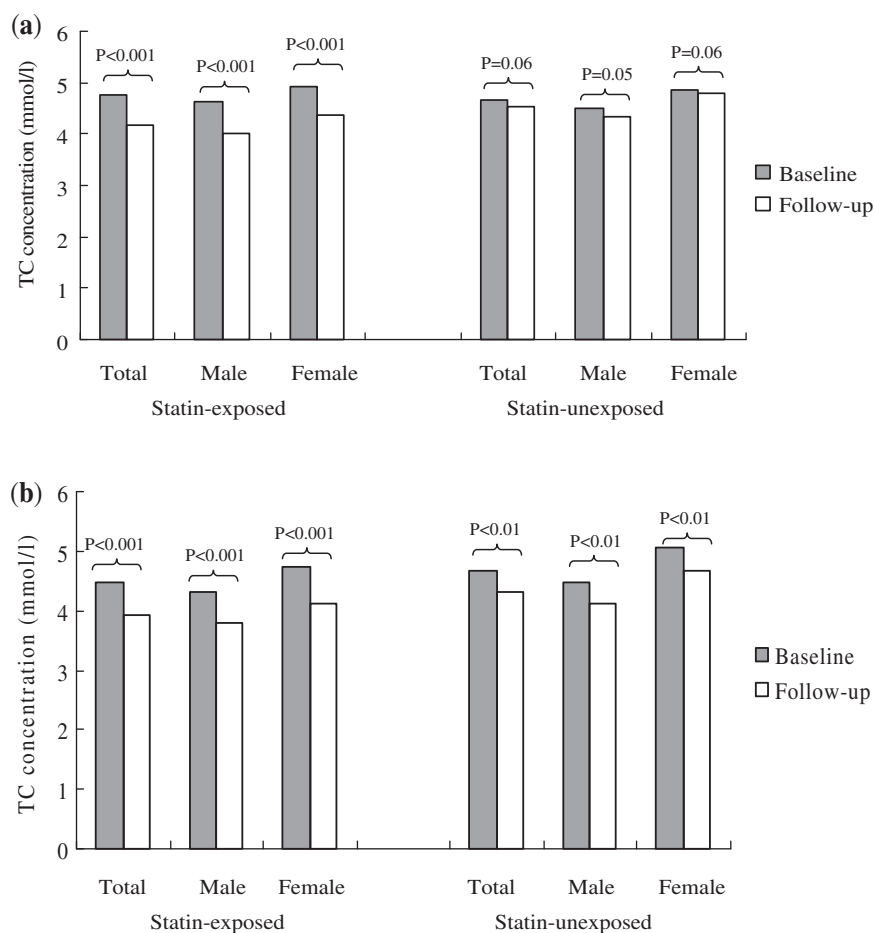 (a)
TC concentration (mmol/l)
6
5
4
3
2
1
0
P<0.001
P<0.001
P<0.001
P=0.06
P=0.05
P=0.06
Baseline
Follow-up
Total Male Female Total Male Female
Statin-exposed Statin-unexposed
(b)
TC concentration (mmol/l)
6
5
4
3
2
1
0
P<0.001
P<0.001
P<0.001
P<0.01
P<0.01
P<0.01
Baseline
Follow-up
Total Male Female Total Male Female
Statin-exposed Statin-unexposed